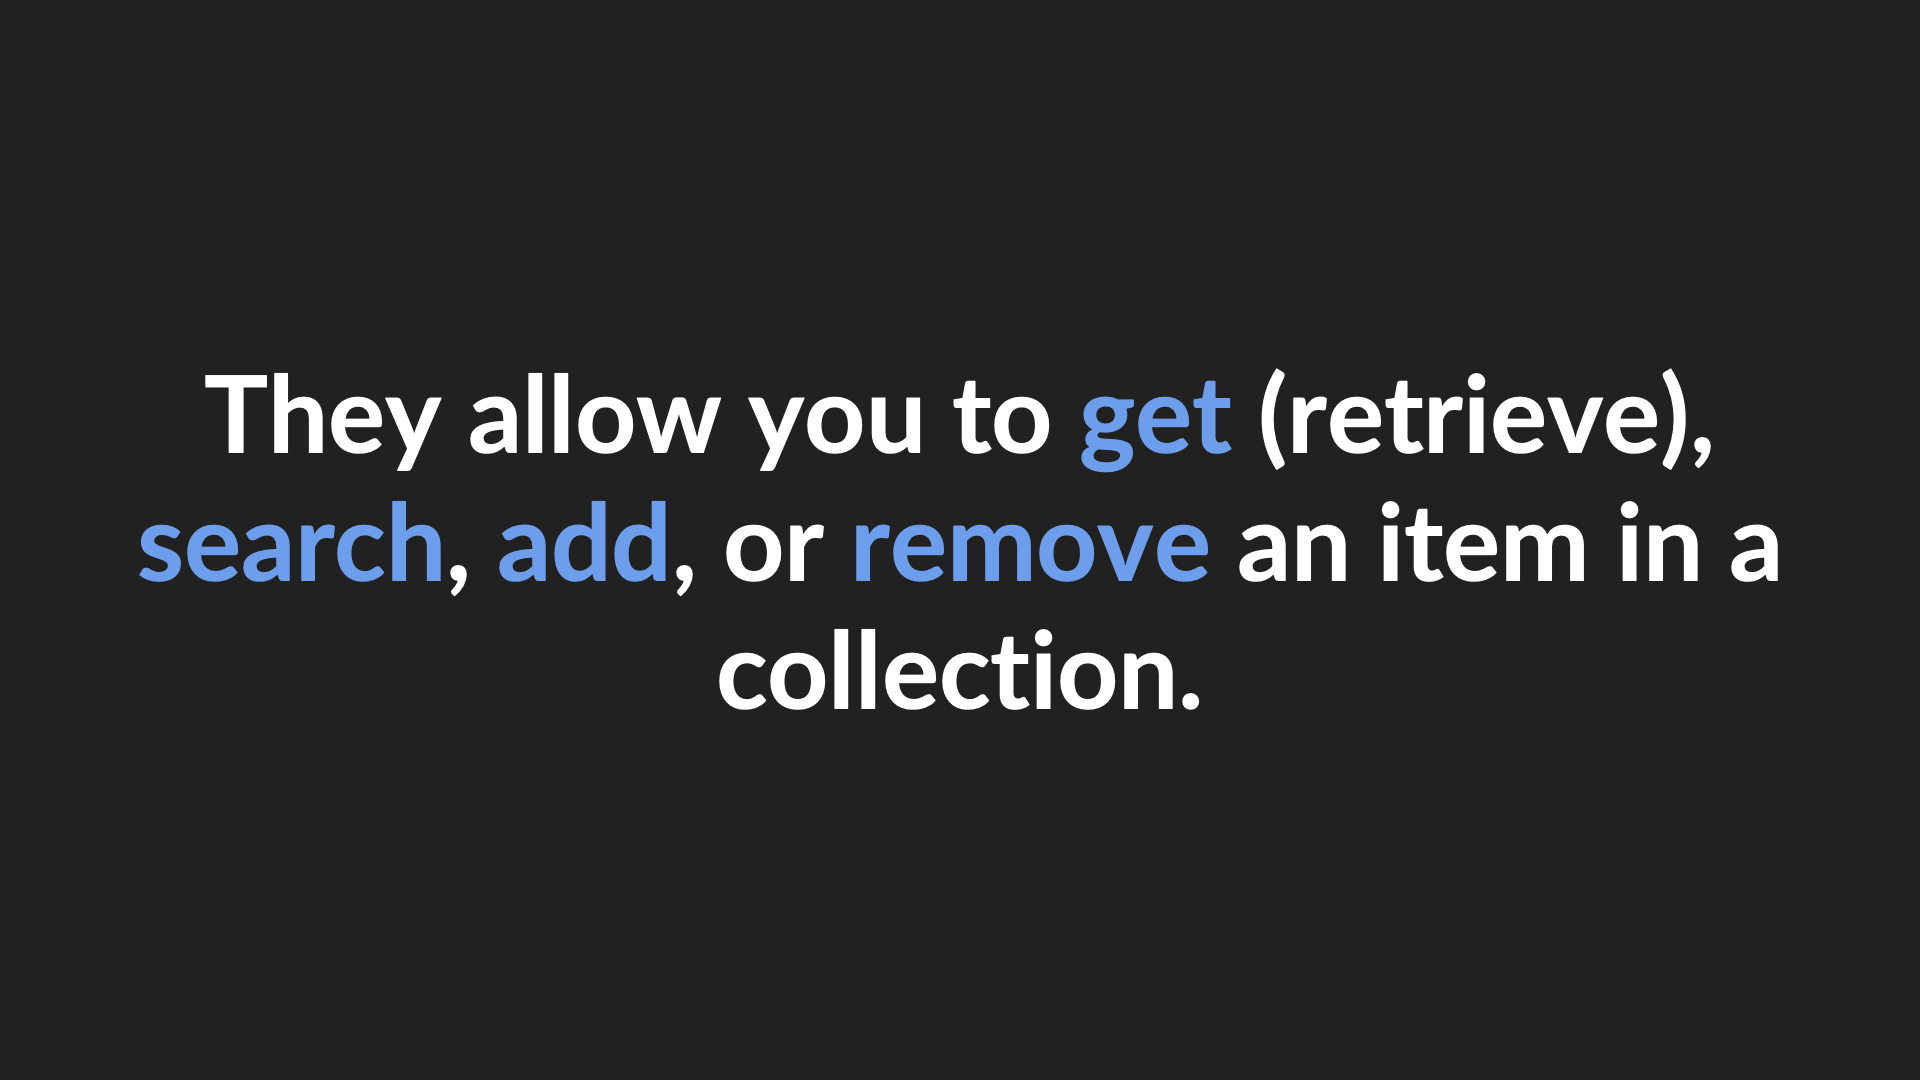 They allow you to get (retrieve),
search, add, or remove an item in a
collection.